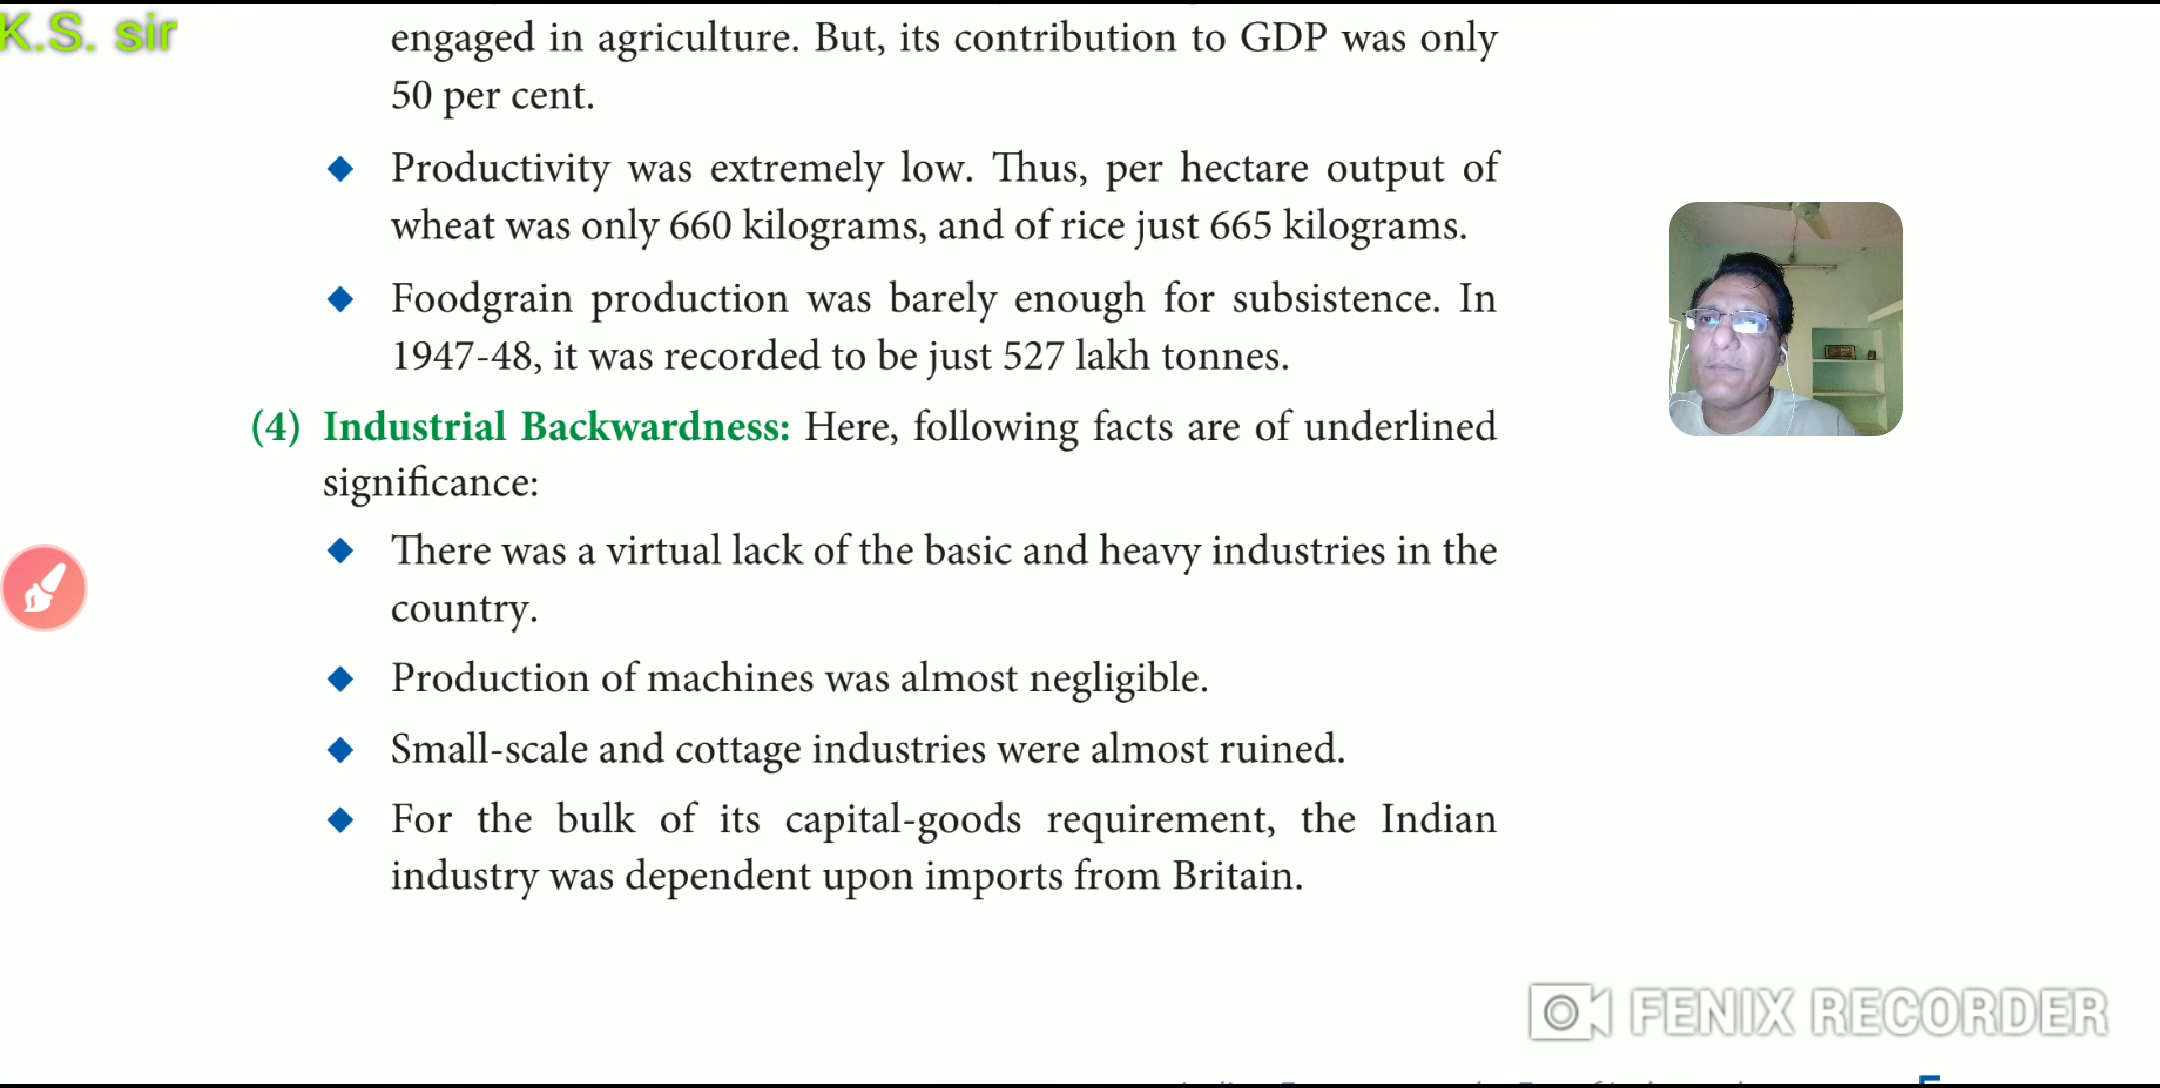 K.S. sir
engaged in agriculture. But, its contribution to GDP was only
50 per cent.
Productivity was extremely low. Thus, per hectare output of
wheat was only 660 kilograms, and of rice just 665 kilograms.
Foodgrain production was barely enough for subsistence. In
1947-48, it was recorded to be just 527 lakh tonnes.
(4) Industrial Backwardness: Here, following facts are of underlined
significance:
There was a virtual lack of the basic and heavy industries in the
country.
Production of machines was almost negligible.
Small-scale and cottage industries were almost ruined.
For the bulk of its capital-goods requirement, the Indian
industry was dependent upon imports from Britain.
FENIX RECORDER